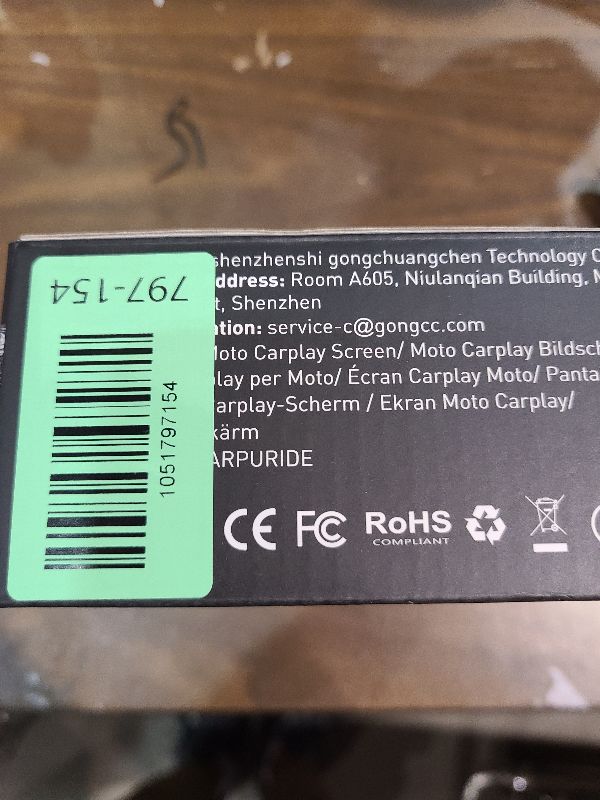 797-154
1051797154
shenzhenshi gongchuangchen Technology
ddress: Room A605, Niulanqian Building,
t, Shenzhen
ation: service-c@gongcc.com
Moto Carplay Screen/ Moto Carplay Bildsch
play per Moto/ Écran Carplay Moto/ Panta
Carplay-Scherm / Ekran Moto Carplay/
kärm
ARPURIDE
CE FC RoHS
COMPLIANT